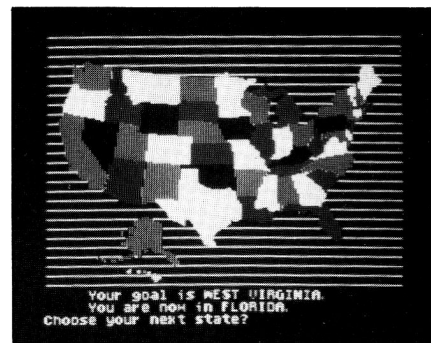 Your goal is WEST VIRGINIA.
You are now in FLORIDA.
Choose your next state?